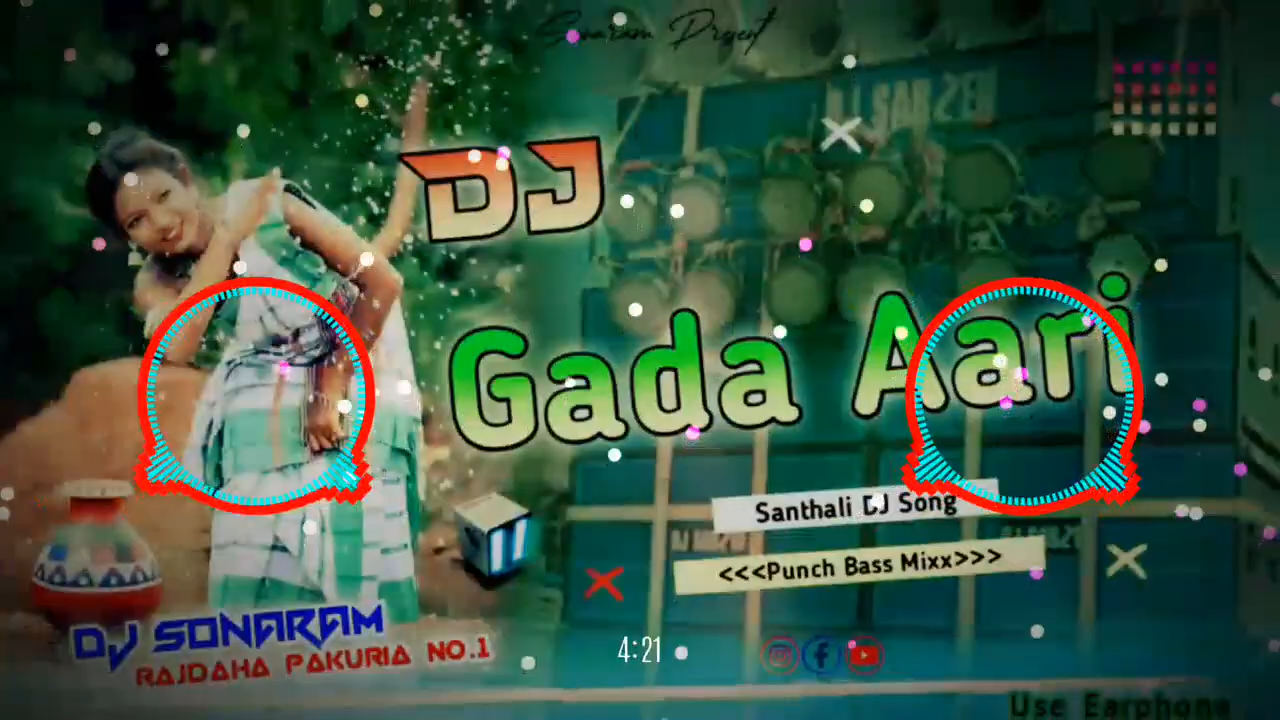 Sonaram Project
DJ
Gada Aari
Santhali DJ Song
<<<Punch Bass Mixx>>>
DJ SONARAM
RAJDAHA PAKURIA NO.1
4:21
Use Earphone